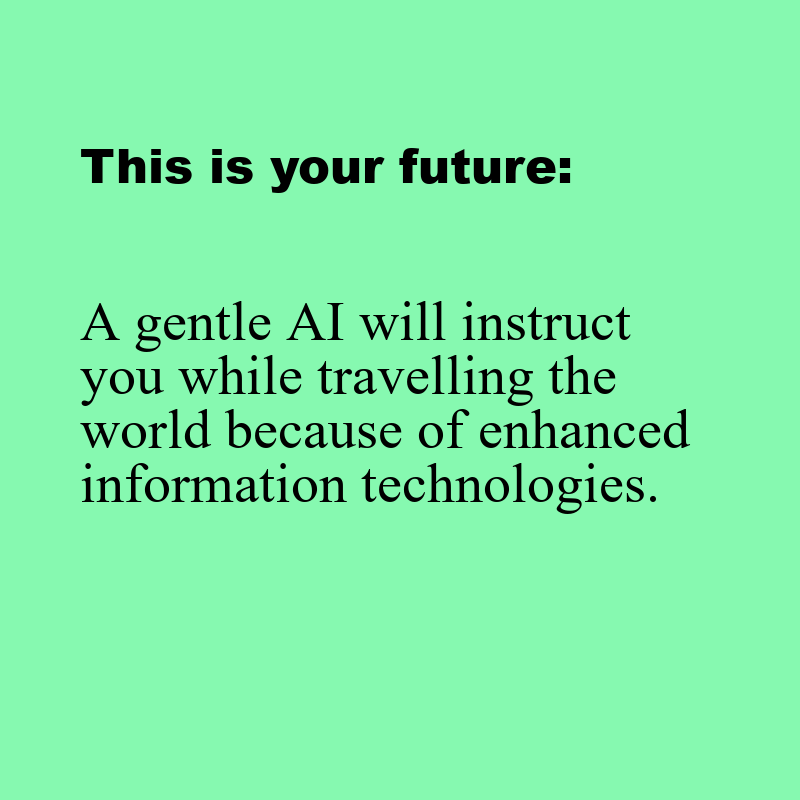 This is your future:
A gentle AI will instruct
you while travelling the
world because of enhanced
information technologies.